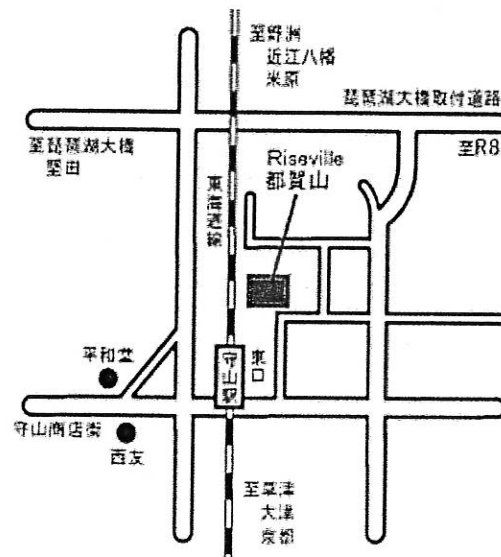 至野洲
近江八幡
米原
琵琶湖大橋取付道路
至琵琶湖大橋
堅田
至R8
Riseville
都賀山
東海道線
平和堂
守山駅
東口
守山商店街
西友
至草津
大津
京都